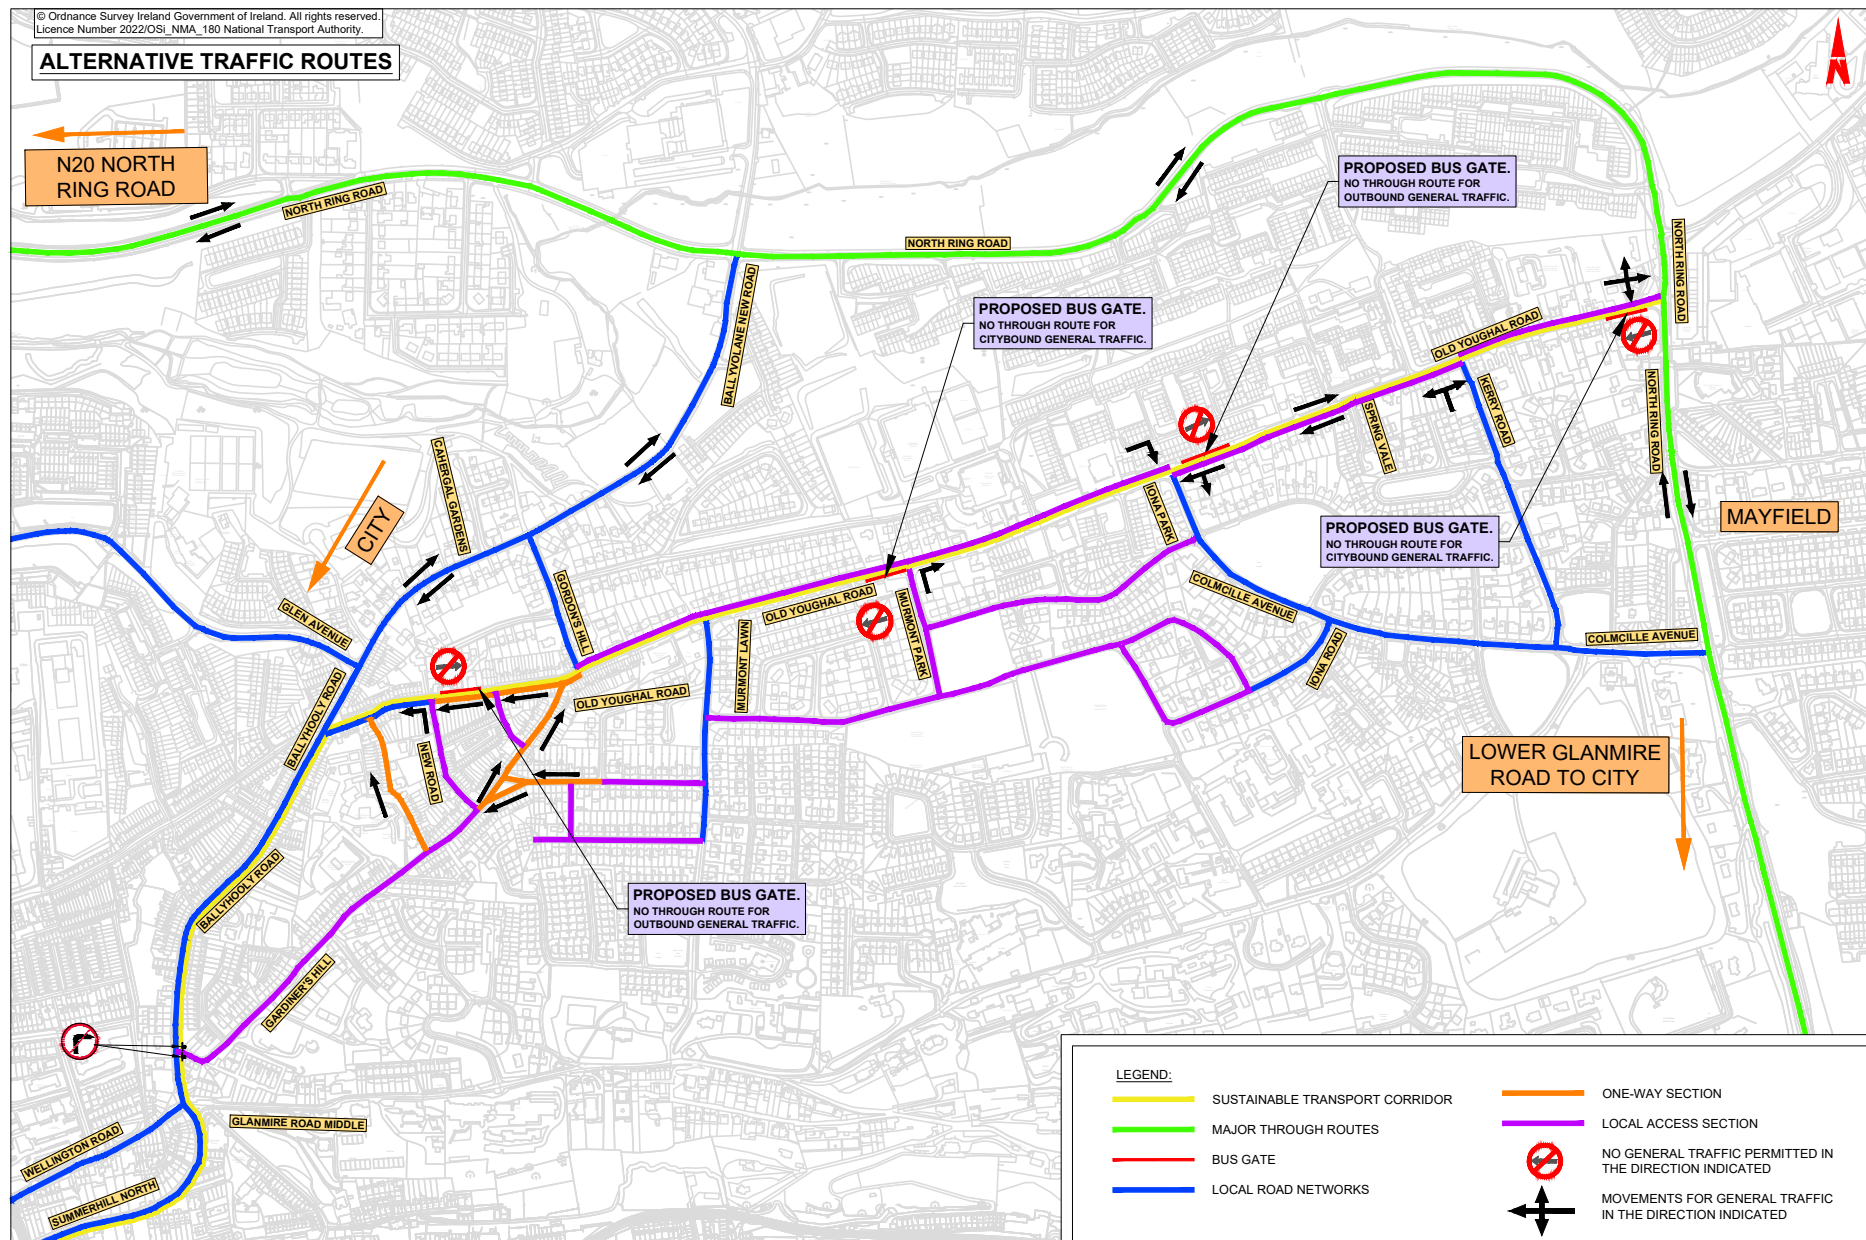 © Ordnance Survey Ireland Government of Ireland. All rights reserved.
Licence Number 2022/OSi_NMA_180 National Transport Authority.
ALTERNATIVE TRAFFIC ROUTES
N
N20 NORTH
RING ROAD
NORTH RING ROAD
NORTH RING ROAD
PROPOSED BUS GATE.
NO THROUGH ROUTE FOR
OUTBOUND GENERAL TRAFFIC.
NORTH RING ROAD
BALLYVOLANE NEW ROAD
PROPOSED BUS GATE.
NO THROUGH ROUTE FOR
CITYBOUND GENERAL TRAFFIC.
OLD YOUGHAL ROAD
KERRY ROAD
SPRING VALE
NORTH RING ROAD
CAHERGAL GARDENS
CITY
IONA PARK
PROPOSED BUS GATE.
NO THROUGH ROUTE FOR
CITYBOUND GENERAL TRAFFIC.
MAYFIELD
GLEN AVENUE
GORDON'S HILL
OLD YOUGHAL ROAD
MURMONT PARK
COLMCILLE AVENUE
COLMCILLE AVENUE
IONA ROAD
MURMONT LAWN
OLD YOUGHAL ROAD
BALLYHOOLY ROAD
NEW ROAD
LOWER GLANMIRE
ROAD TO CITY
BALLYHOOLY ROAD
PROPOSED BUS GATE.
NO THROUGH ROUTE FOR
OUTBOUND GENERAL TRAFFIC.
GARDINER'S HILL
GLANMIRE ROAD MIDDLE
WELLINGTON ROAD
SUMMERHILL NORTH
LEGEND:
SUSTAINABLE TRANSPORT CORRIDOR
MAJOR THROUGH ROUTES
BUS GATE
LOCAL ROAD NETWORKS
ONE-WAY SECTION
LOCAL ACCESS SECTION
NO GENERAL TRAFFIC PERMITTED IN
THE DIRECTION INDICATED
MOVEMENTS FOR GENERAL TRAFFIC
IN THE DIRECTION INDICATED